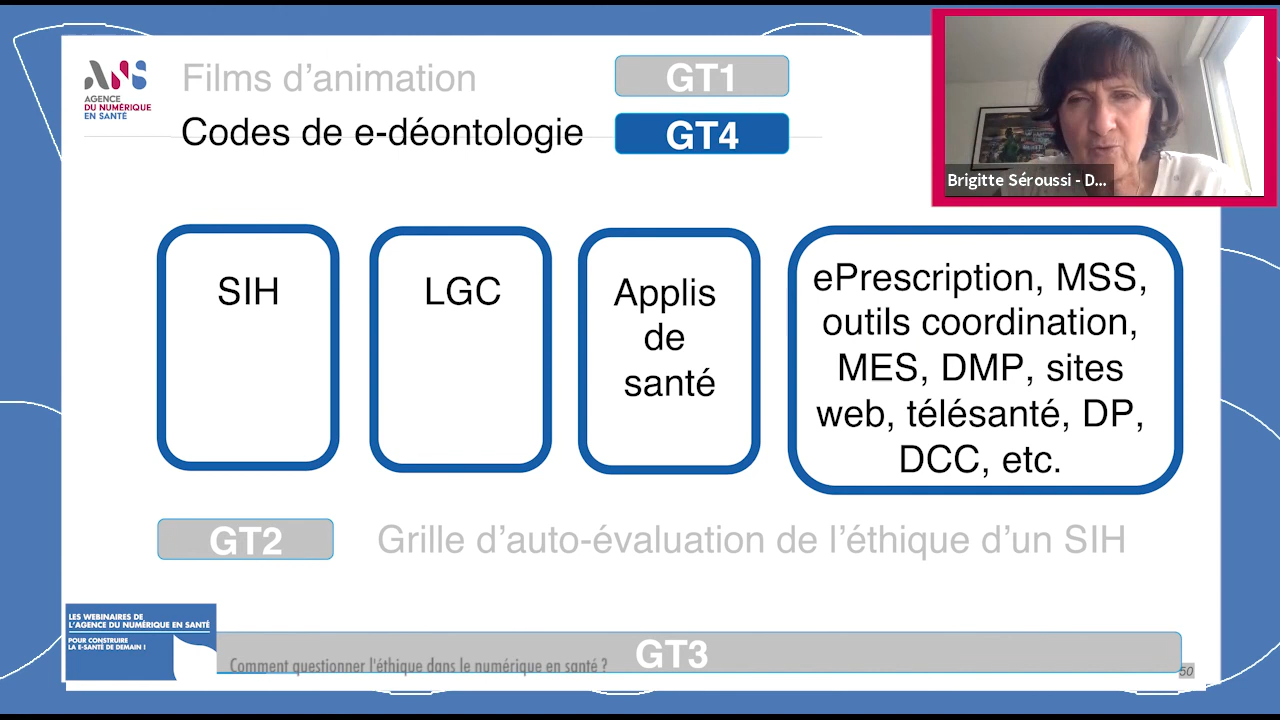 ANS
AGENCE
DU NUMÉRIQUE
EN SANTÉ
Films d’animation
GT1
Codes de e-déontologie
GT4
Brigitte Séroussi - D...
SIH
LGC
Applis
de
santé
ePrescription, MSS,
outils coordination,
MES, DMP, sites
web, télésanté, DP,
DCC, etc.
GT2
Grille d’auto-évaluation de l’éthique d’un SIH
LES WEBINAIRES DE
L'AGENCE DU NUMÉRIQUE EN SANTÉ
POUR CONSTRUIRE
LA E-SANTÉ DE DEMAIN !
Comment questionner l'éthique dans le numérique en santé ?
GT3
50